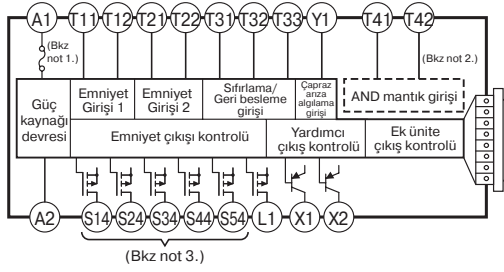 A1 T11 T12 T21 T22 T31 T32 T33 Y1 T41 T42
(Bkz
not 1.)
(Bkz not 2.)
Güç
kaynağı
devresi
Emniyet
Girişi 1
Emniyet
Girişi 2
Sıfırlama/
Geri besleme
girişi
Çapraz
arıza
algılama
girişi
AND mantık girişi
Emniyet çıkışı kontrolü
Yardımcı
çıkış kontrolü
Ek ünite
çıkış kontrolü
A2 S14 S24 S34 S44 S54 L1 X1 X2
(Bkz not 3.)